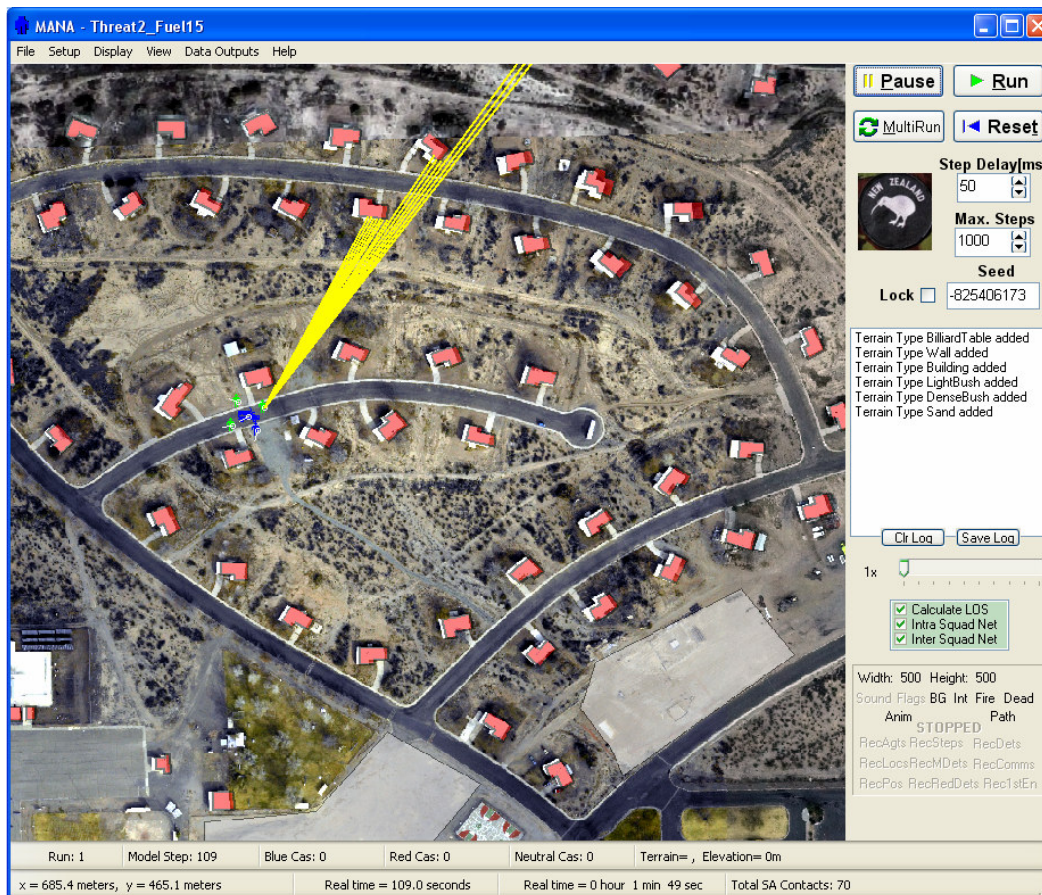 MANA - Threat2_Fuel15
File Setup Display View Data Outputs Help
Pause Run
MultiRun Reset
Step Delay[ms
50
NEW ZEALAND
Max. Steps
1000
Seed
Lock -825406173
Terrain Type BilliardTable added
Terrain Type Wall added
Terrain Type Building added
Terrain Type LightBush added
Terrain Type DenseBush added
Terrain Type Sand added
Clr Log Save Log
1x
Calculate LOS
Intra Squad Net
Inter Squad Net
Width: 500 Height: 500
Sound Flags BG Int Fire Dead
Anim Path
STOPPED
RecAgts RecSteps RecDets
RecLocs RecMDets RecComms
RecPos RecRedDets Rec1stEn
Run: 1 Model Step: 109 Blue Cas: 0 Red Cas: 0 Neutral Cas: 0 Terrain= , Elevation= 0m
x = 685.4 meters, y = 465.1 meters Real time = 109.0 seconds Real time = 0 hour 1 min 49 sec Total SA Contacts: 70